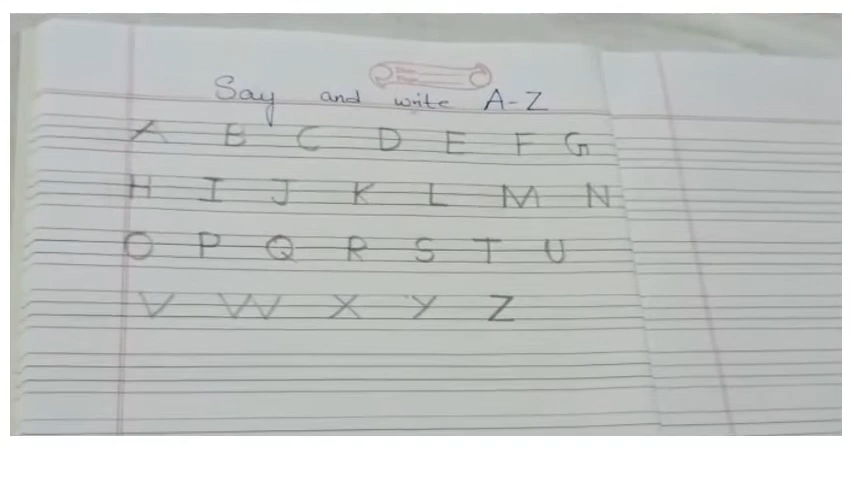 Say and write A-Z
A B C D E F G
H I J K L M N
O P Q R S T U
V W X Y Z